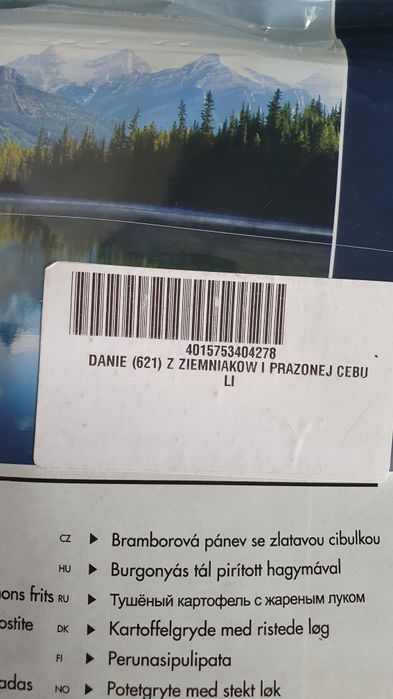 4015753404278
DANIE (621) Z ZIEMNIAKOW I PRAZONEJ CEBU
LI
CZ ▶ Bramborová pánev se zlatavou cibulkou
HU ▶ Burgonyás tál pirított hagymával
ons frits RU ▶ Тушёный картофель с жареным луком
ostite DK ▶ Kartoffelgryde med ristede løg
FI ▶ Perunasipulipata
adas NO ▶ Potetgryte med stekt løk